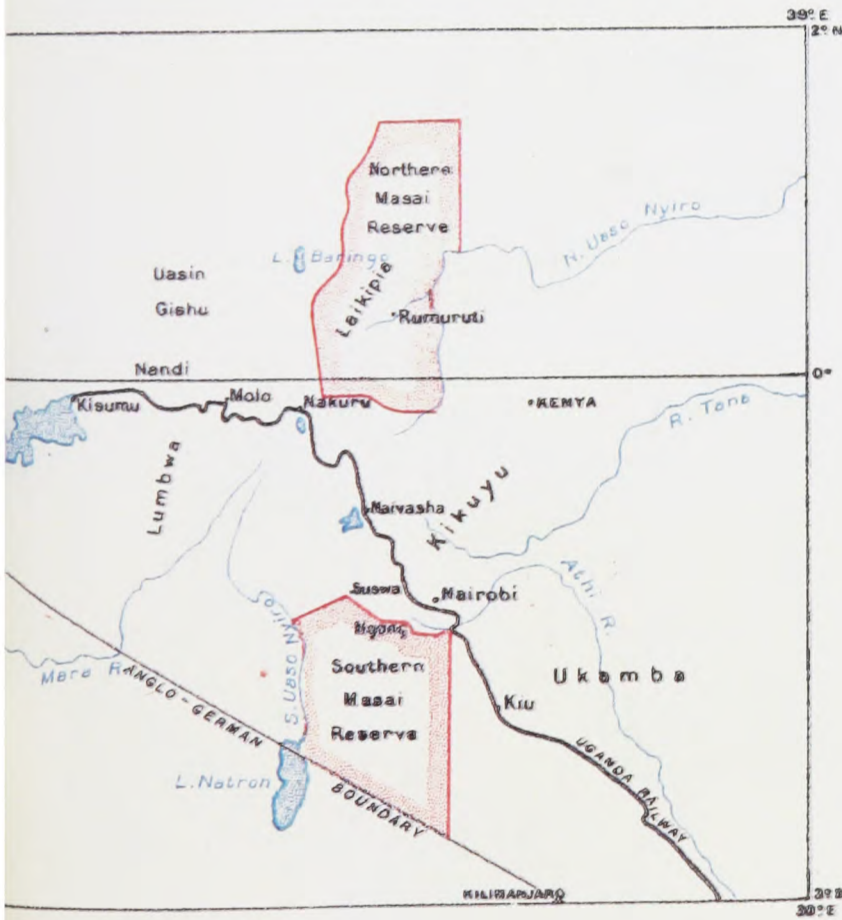 39° E
2° N
Northern
Masai
Reserve
N. Uaso Nyiro
L. Baringo
Uasin
Gishu
Laikipia
Rumuruti
Nandi
0°
Kisumu
Molo
Nakuru
KENYA
R. Tana
Lumbwa
Kikuyu
Naivasha
Athi R.
Suswa
Nairobi
Ngong
S. Uaso Nyiro
Southern
Masai
Reserve
Ukamba
Mara R.
ANGLO-GERMAN
BOUNDARY
Kiu
L. Natron
UGANDA RAILWAY
KILIMANJARO
3° S
39° E